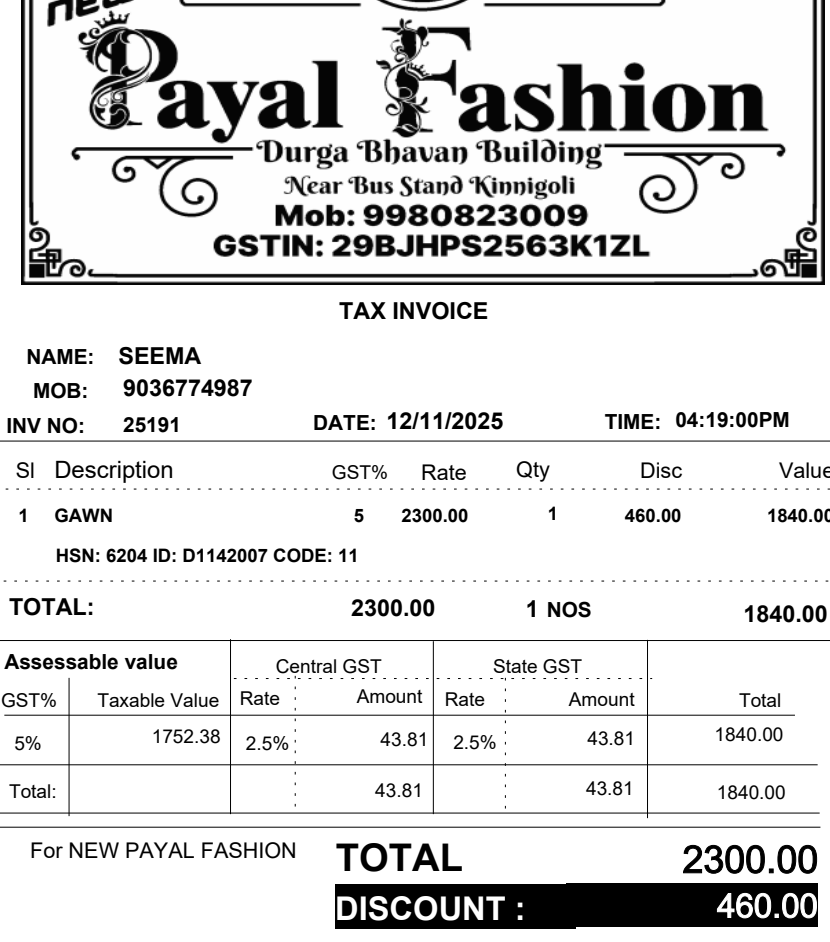 new
Payal Fashion
Durga Bhavan Building
Near Bus Stand Kinnigoli
Mob: 9980823009
GSTIN: 29BJHPS2563K1ZL
TAX INVOICE
NAME: SEEMA
MOB: 9036774987
INV NO: 25191 DATE: 12/11/2025 TIME: 04:19:00PM
Sl Description GST% Rate Qty Disc Value
1 GAWN 5 2300.00 1 460.00 1840.00
HSN: 6204 ID: D1142007 CODE: 11
TOTAL: 2300.00 1 NOS 1840.00
Assessable value Central GST State GST
GST% Taxable Value Rate Amount Rate Amount Total
5% 1752.38 2.5% 43.81 2.5% 43.81 1840.00
Total: 43.81 43.81 1840.00
For NEW PAYAL FASHION TOTAL 2300.00
DISCOUNT : 460.00